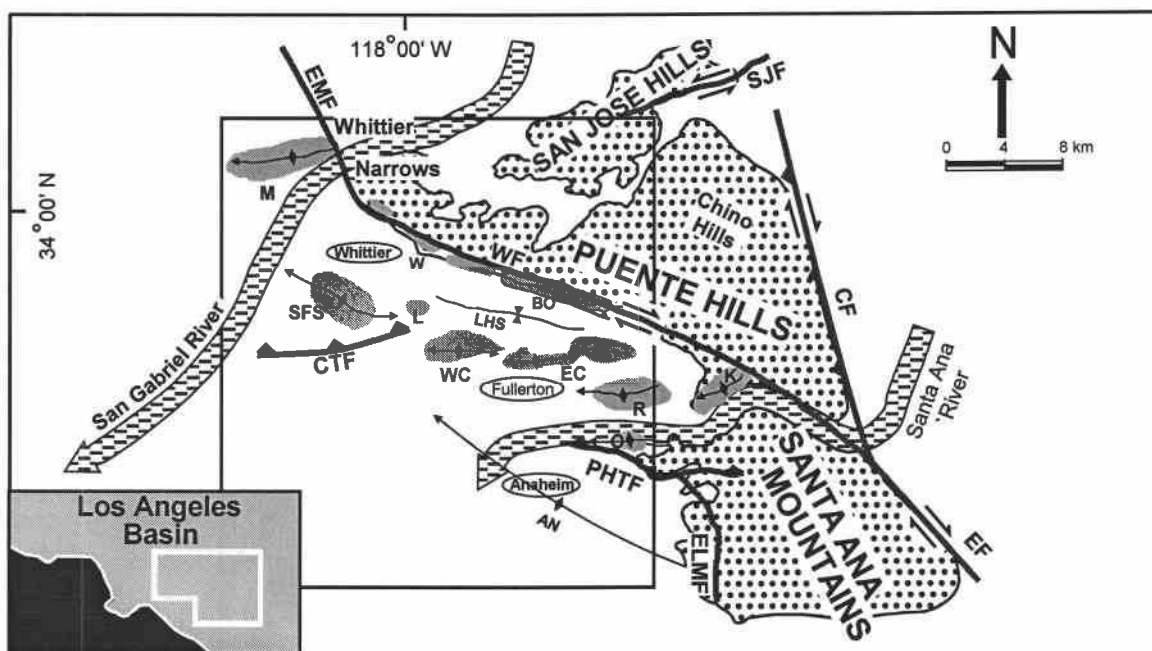 118°00' W
34°00' N
N
0 4 8 km
EMF
Whittier
Narrows
M
SAN JOSE HILLS
SJF
Chino
Hills
PUENTE HILLS
Whittier
W
WF
BO
CF
SFS
L
LHS
CTF
WC
EC
Fullerton
R
K
San Gabriel River
Santa Ana
'River
O
PHTF
Anaheim
AN
ELMF
SANTA ANA
MOUNTAINS
EF
Los Angeles
Basin